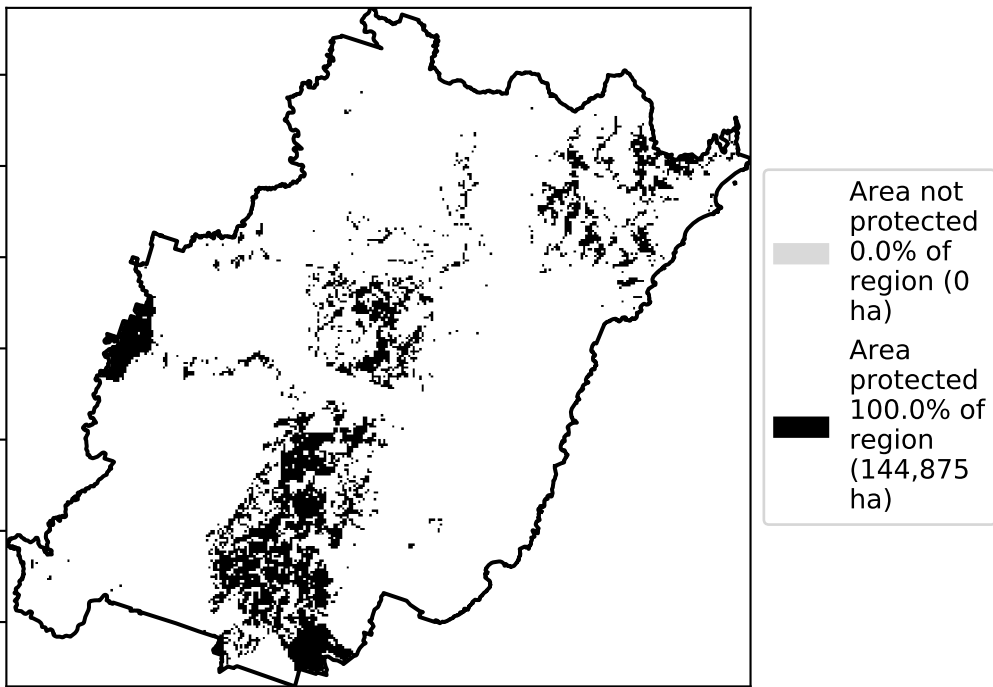 Area not
protected
0.0% of
region (0
ha)
Area
protected
100.0% of
region
(144,875
ha)